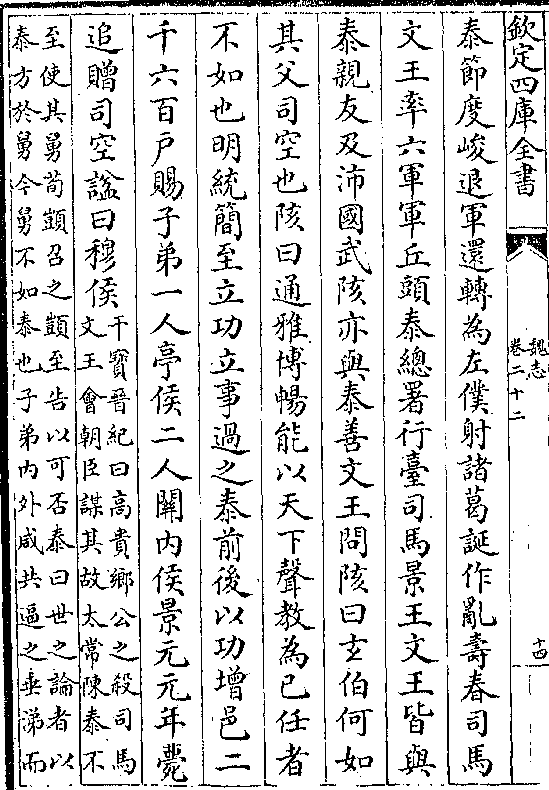 欽定四庫全書
魏志
卷二十二
十四
泰節度峻退軍還轉為左僕射諸葛誕作亂壽春司馬
文王率六軍軍丘頭泰總署行臺司馬景王文王皆與
泰親友及沛國武陔亦與泰善文王問陔曰玄伯何如
其父司空也陔曰通雅博暢能以天下聲教為己任者
不如也明統簡至立功立事過之泰前後以功增邑二
千六百户賜子弟一人亭侯二人闗内侯景元元年薨
追贈司空諡曰穆侯
干寳晉紀曰高貴鄉公之殺司馬
文王會朝臣謀其故太常陳泰不
至使其舅荀顗召之顗至告以可否泰曰世之論者以
泰方於舅今舅不如泰也子弟内外咸共逼之垂涕而